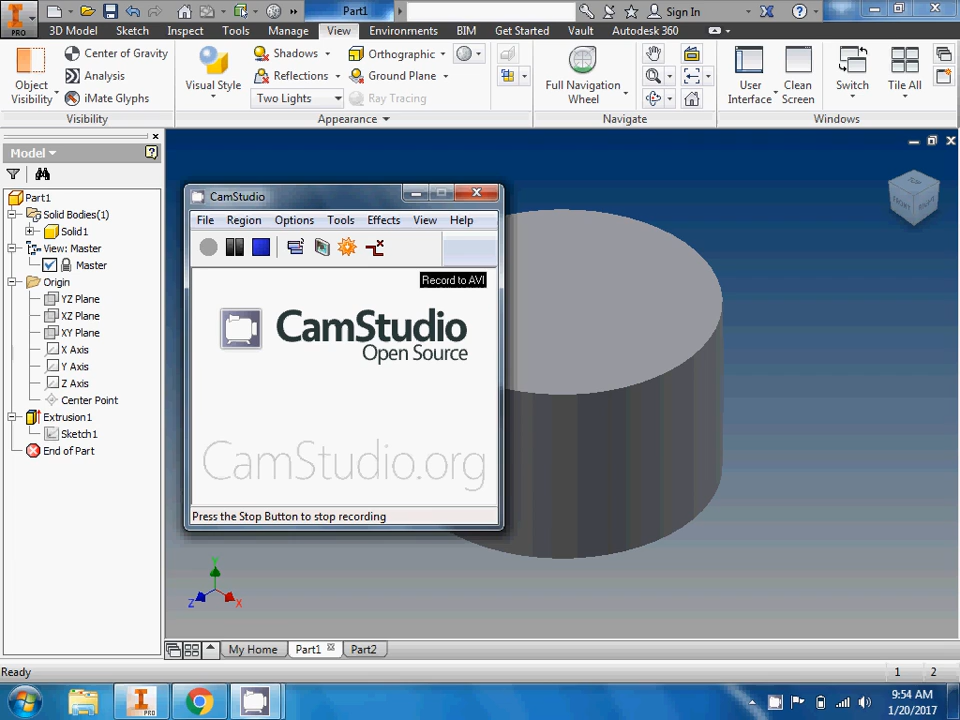 Part1
Sign In
PRO
3D Model Sketch Inspect Tools Manage View Environments BIM Get Started Vault Autodesk 360
Object Visibility
Center of Gravity
Analysis
iMate Glyphs
Visibility
Visual Style
Shadows
Reflections
Two Lights
Orthographic
Ground Plane
Ray Tracing
Appearance
Full Navigation Wheel
Navigate
User Interface
Clean Screen
Switch
Tile All
Windows
Model
Part1
Solid Bodies(1)
Solid1
View: Master
Master
Origin
YZ Plane
XZ Plane
XY Plane
X Axis
Y Axis
Z Axis
Center Point
Extrusion1
Sketch1
End of Part
CamStudio
File Region Options Tools Effects View Help
Record to AVI
CamStudio
Open Source
CamStudio.org
Press the Stop Button to stop recording
TOP
FRONT
RIGHT
Y
Z
X
My Home Part1 Part2
Ready
1 2
PRO
9:54 AM
1/20/2017